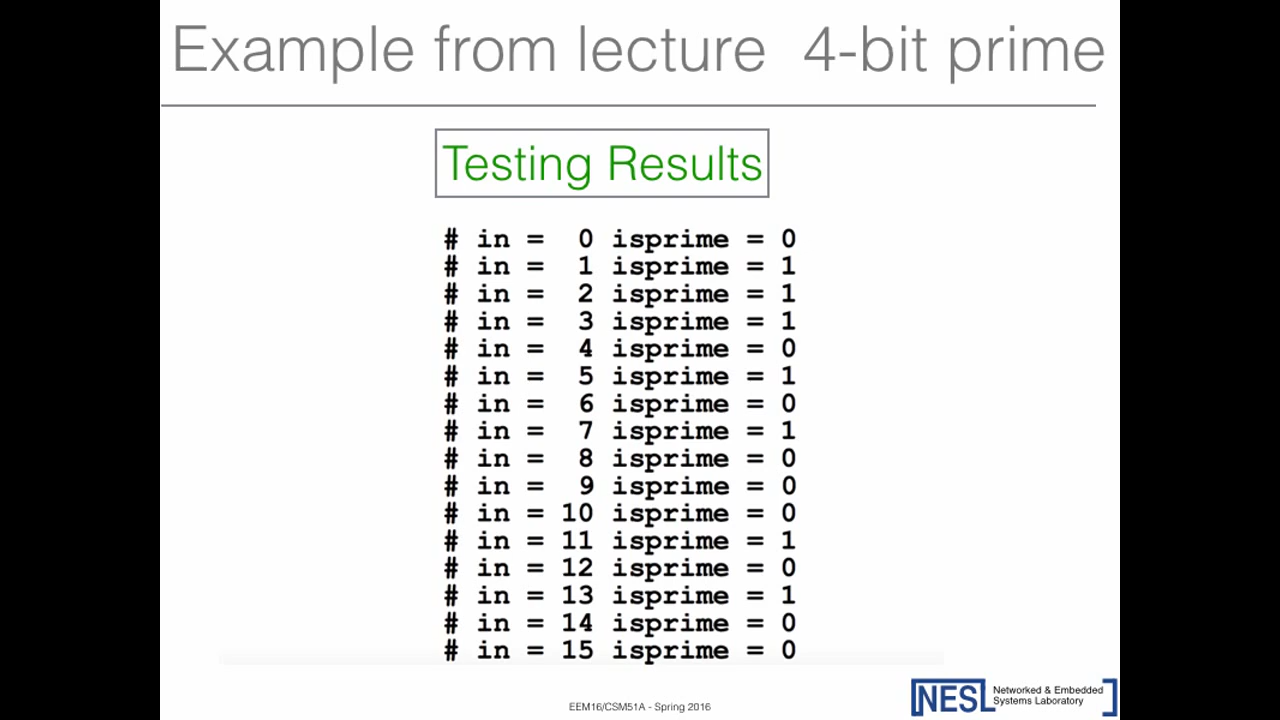 Example from lecture 4-bit prime
Testing Results
# in = 0 isprime = 0
# in = 1 isprime = 1
# in = 2 isprime = 1
# in = 3 isprime = 1
# in = 4 isprime = 0
# in = 5 isprime = 1
# in = 6 isprime = 0
# in = 7 isprime = 1
# in = 8 isprime = 0
# in = 9 isprime = 0
# in = 10 isprime = 0
# in = 11 isprime = 1
# in = 12 isprime = 0
# in = 13 isprime = 1
# in = 14 isprime = 0
# in = 15 isprime = 0
EEM16/CSM51A - Spring 2016
NESL
Networked & Embedded
Systems Laboratory